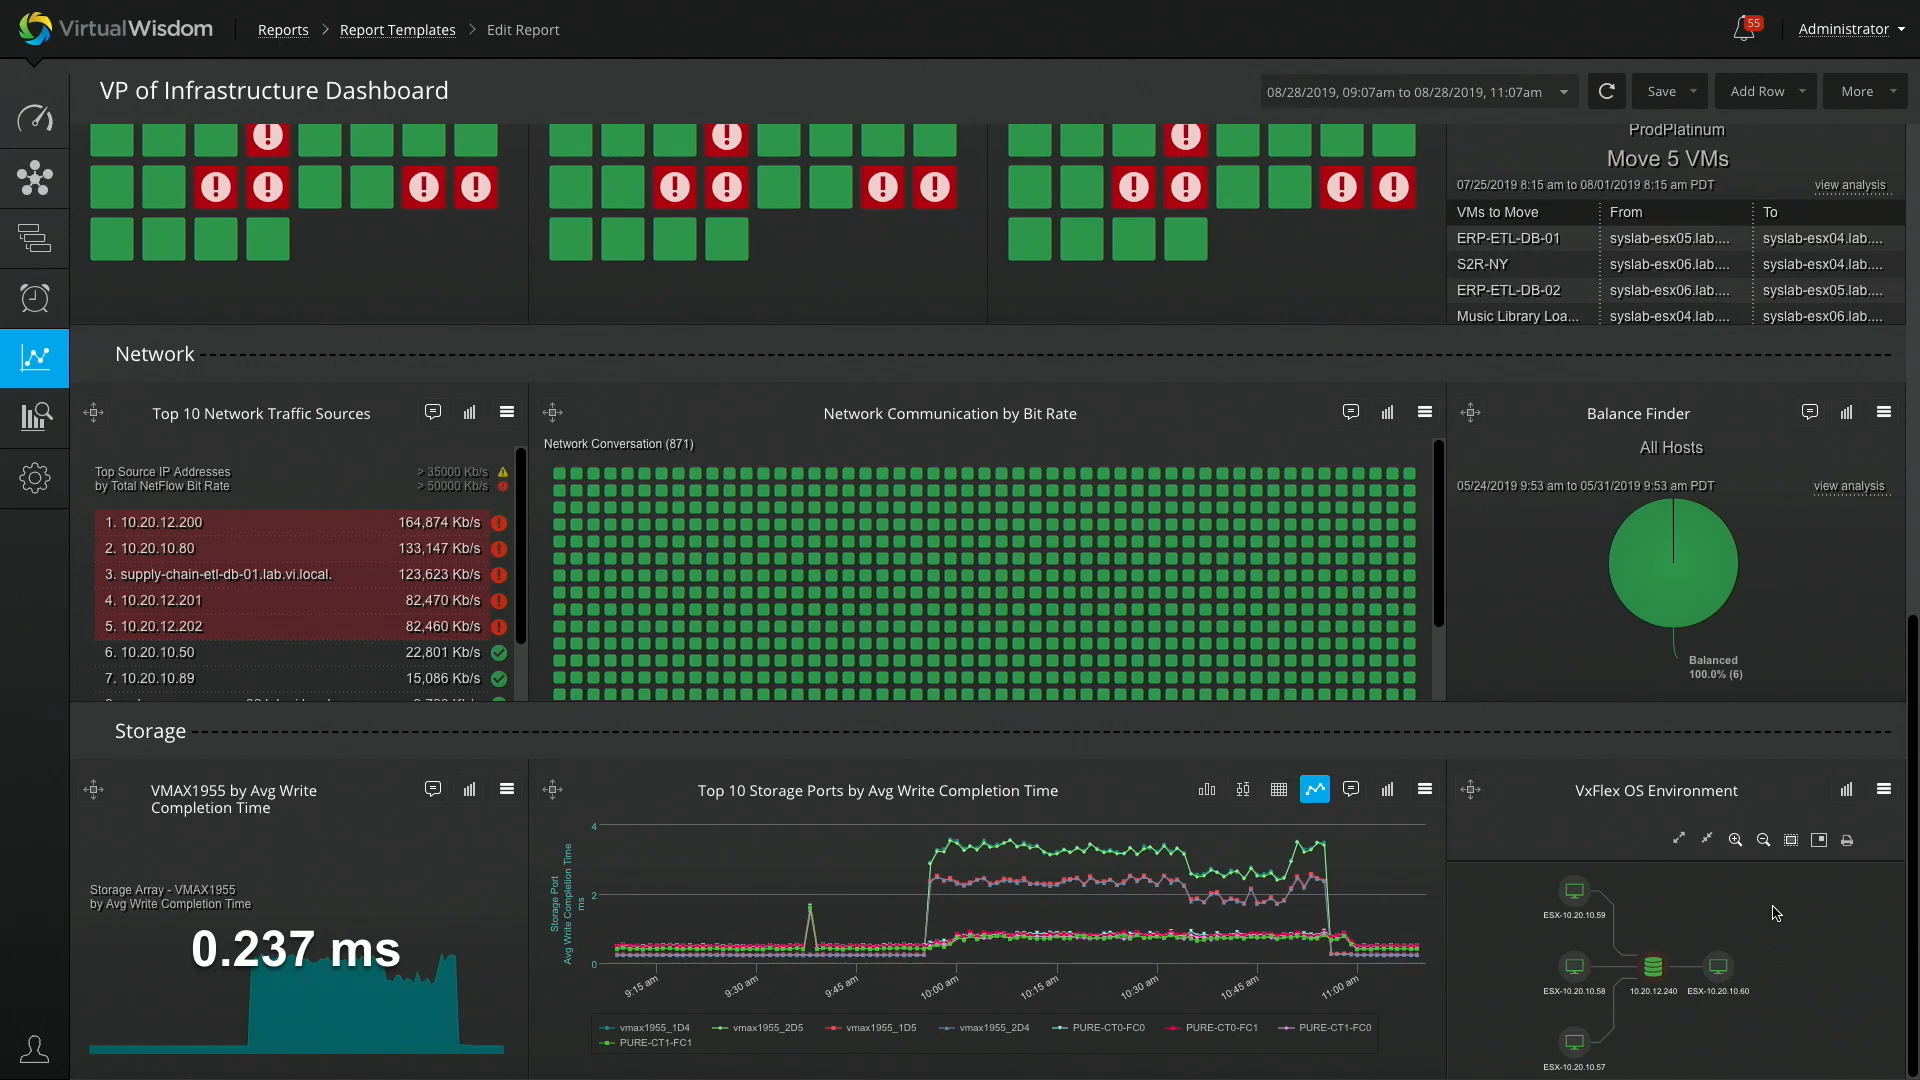 VirtualWisdom
Reports > Report Templates > Edit Report
55
Administrator
VP of Infrastructure Dashboard
08/28/2019, 09:07am to 08/28/2019, 11:07am
Save
Add Row
More
ProdPlatinum
Move 5 VMs
07/25/2019 8:15 am to 08/01/2019 8:15 am PDT
view analysis
VMs to Move From To
ERP-ETL-DB-01 syslab-esx05.lab.... syslab-esx04.lab....
S2R-NY syslab-esx06.lab.... syslab-esx04.lab....
ERP-ETL-DB-02 syslab-esx06.lab.... syslab-esx05.lab....
Music Library Loa... syslab-esx04.lab.... syslab-esx06.lab....
Network
Top 10 Network Traffic Sources
Top Source IP Addresses > 35000 Kb/s
by Total NetFlow Bit Rate > 50000 Kb/s
1. 10.20.12.200 164,874 Kb/s
2. 10.20.10.80 133,147 Kb/s
3. supply-chain-etl-db-01.lab.vi.local. 123,623 Kb/s
4. 10.20.12.201 82,470 Kb/s
5. 10.20.12.202 82,460 Kb/s
6. 10.20.10.50 22,801 Kb/s
7. 10.20.10.89 15,086 Kb/s
Network Communication by Bit Rate
Network Conversation (871)
Balance Finder
All Hosts
05/24/2019 9:53 am to 05/31/2019 9:53 am PDT
view analysis
Balanced
100.0% (6)
Storage
VMAX1955 by Avg Write
Completion Time
Storage Array - VMAX1955
by Avg Write Completion Time
0.237 ms
Top 10 Storage Ports by Avg Write Completion Time
Storage Port
Avg Write Completion Time
ms
4
2
0
9:15 am
9:30 am
9:45 am
10:00 am
10:15 am
10:30 am
10:45 am
11:00 am
vmax1955_1D4 vmax1955_2D5 vmax1955_1D5 vmax1955_2D4 PURE-CT0-FC0 PURE-CT0-FC1 PURE-CT1-FC0
PURE-CT1-FC1
VxFlex OS Environment
ESX-10.20.10.59
ESX-10.20.10.58
10.20.12.240
ESX-10.20.10.60
ESX-10.20.10.57